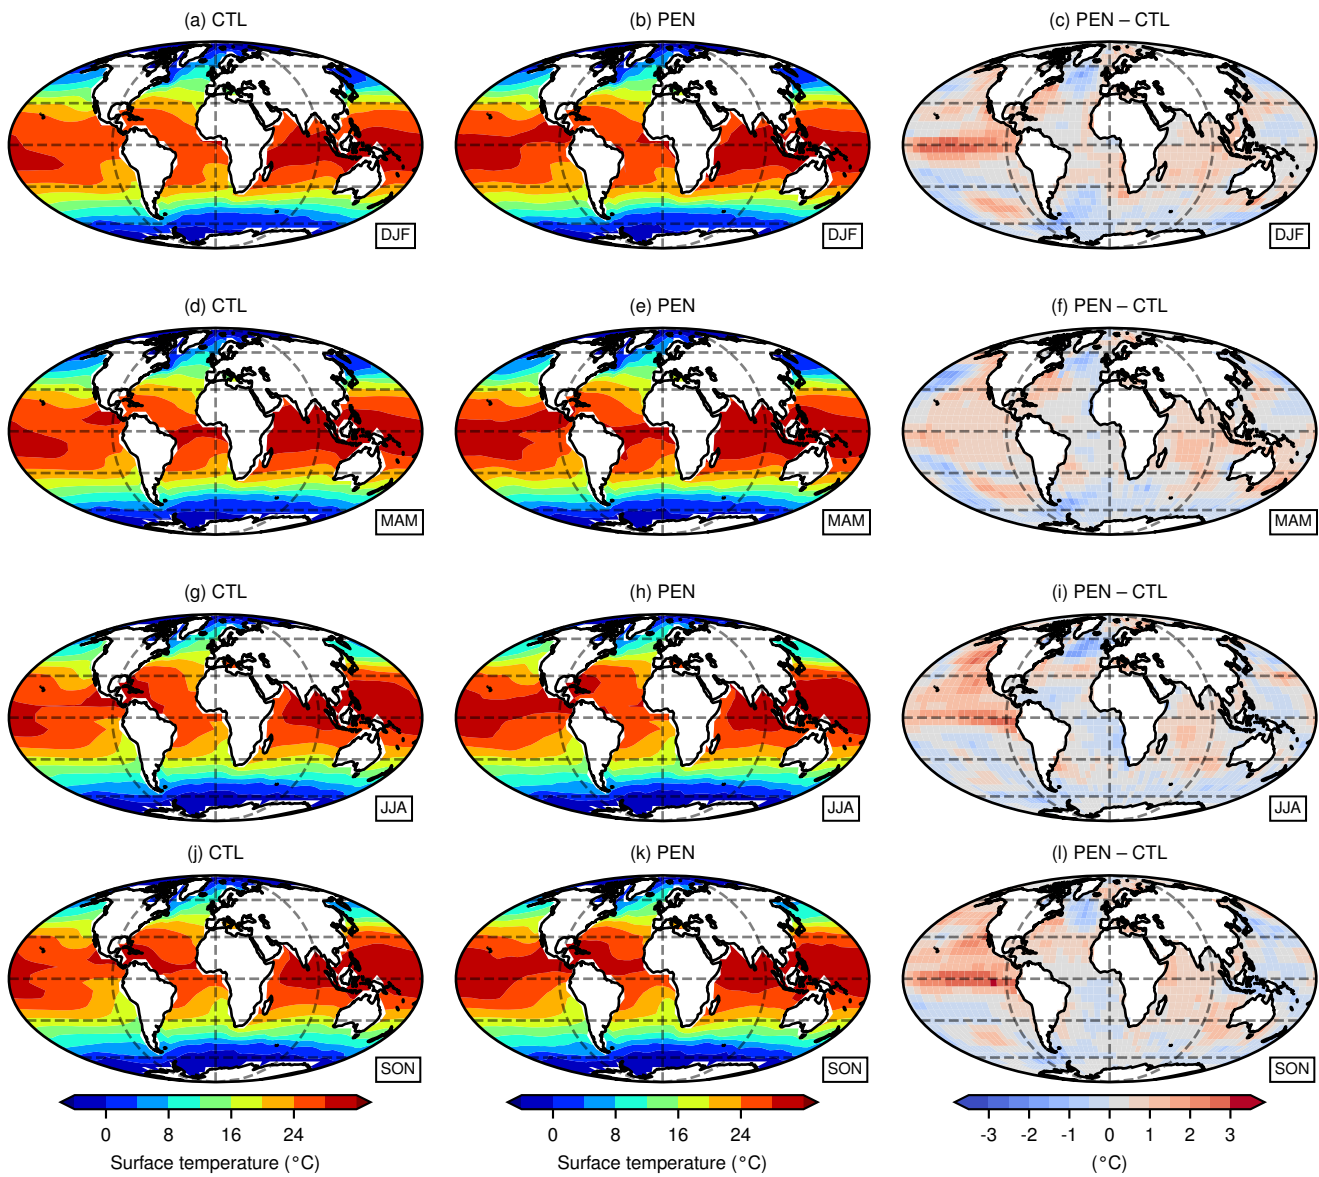 (a) CTL
(b) PEN
(c) PEN – CTL
DJF
DJF
DJF
(d) CTL
(e) PEN
(f) PEN – CTL
MAM
MAM
MAM
(g) CTL
(h) PEN
(i) PEN – CTL
JJA
JJA
JJA
(j) CTL
(k) PEN
(l) PEN – CTL
SON
SON
SON
0 8 16 24
0 8 16 24
-3 -2 -1 0 1 2 3
Surface temperature (°C)
Surface temperature (°C)
(°C)